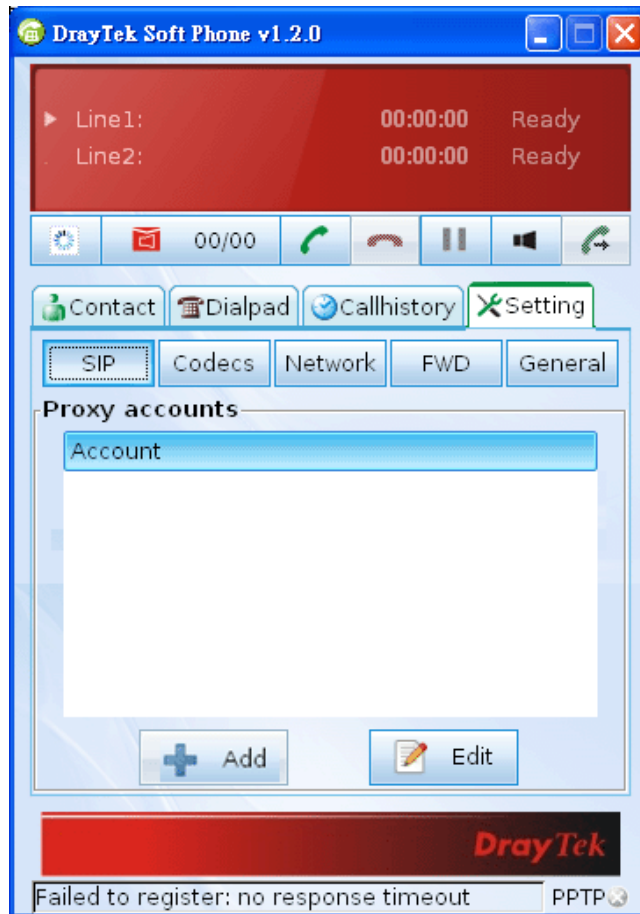 DrayTek Soft Phone v1.2.0
Line1: 00:00:00 Ready
Line2: 00:00:00 Ready
00/00
Contact Dialpad Callhistory Setting
SIP Codecs Network FWD General
Proxy accounts
Account
Add Edit
DrayTek
Failed to register: no response timeout PPTP